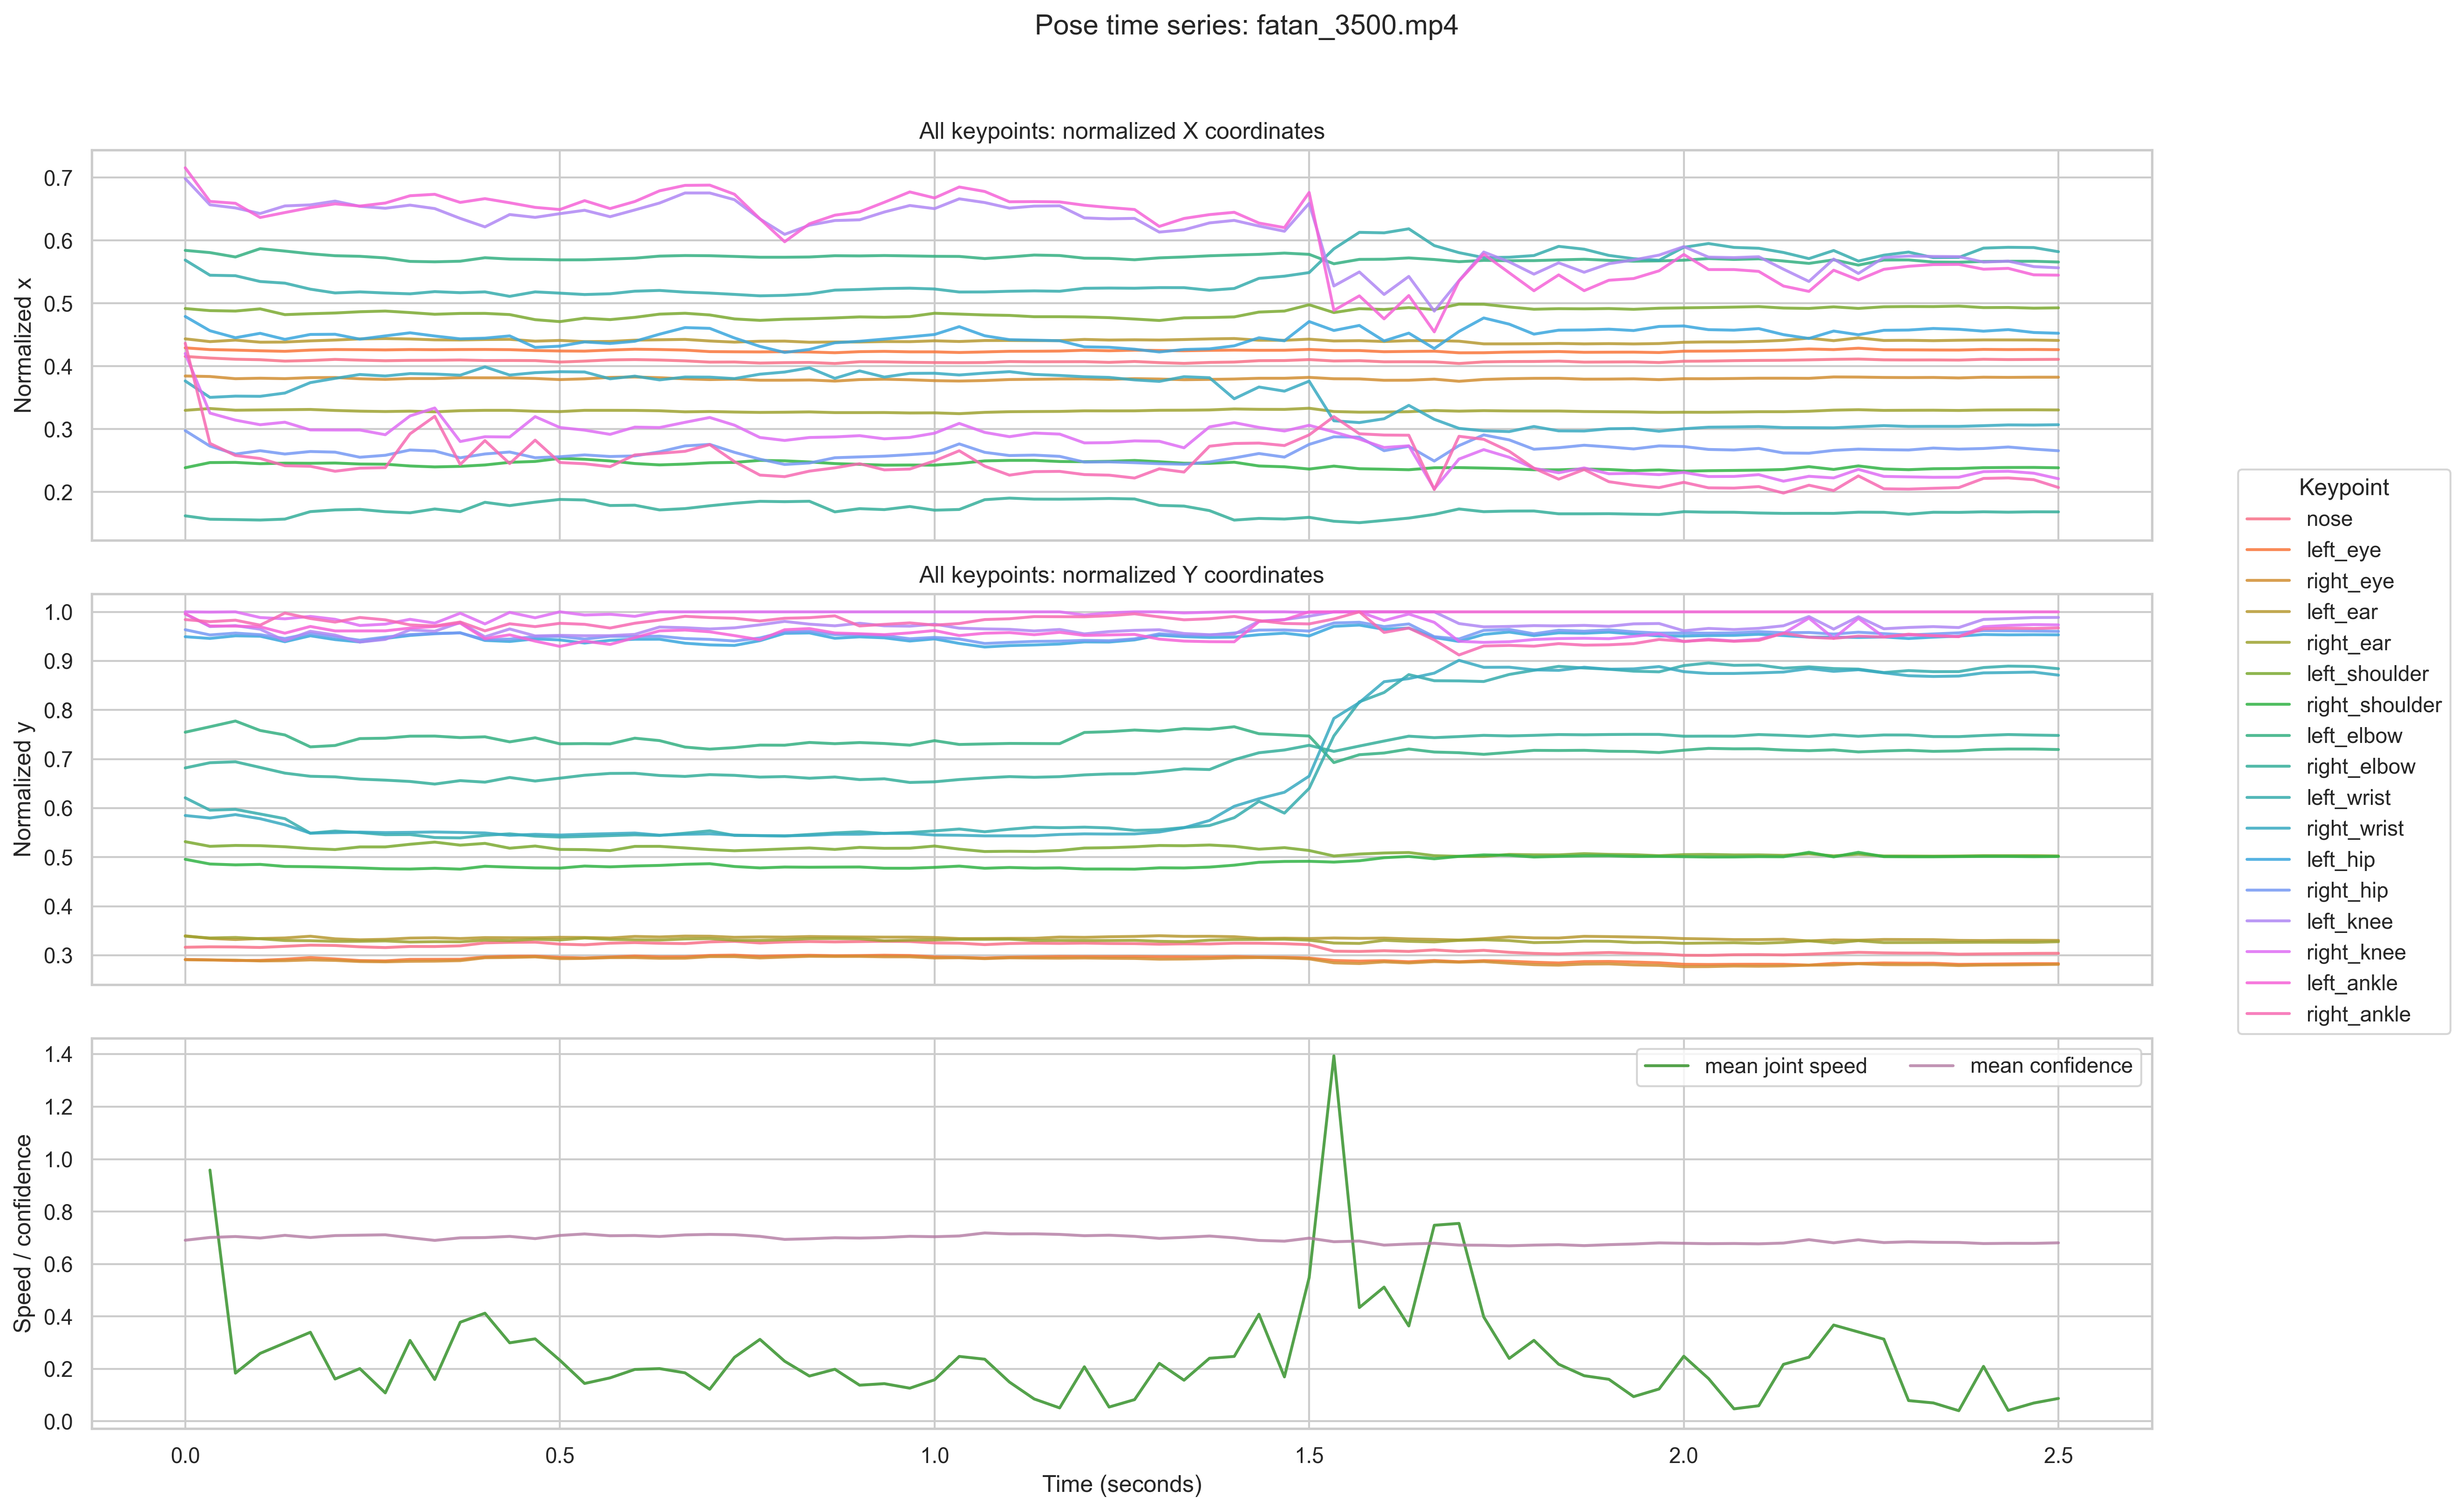 Pose time series: fatan_3500.mp4
All keypoints: normalized X coordinates
Normalized x
0.7
0.6
0.5
0.4
0.3
0.2
All keypoints: normalized Y coordinates
Normalized y
1.0
0.9
0.8
0.7
0.6
0.5
0.4
0.3
Keypoint
nose
left_eye
right_eye
left_ear
right_ear
left_shoulder
right_shoulder
left_elbow
right_elbow
left_wrist
right_wrist
left_hip
right_hip
left_knee
right_knee
left_ankle
right_ankle
Speed / confidence
1.4
1.2
1.0
0.8
0.6
0.4
0.2
0.0
mean joint speed
mean confidence
0.0
0.5
1.0
1.5
2.0
2.5
Time (seconds)